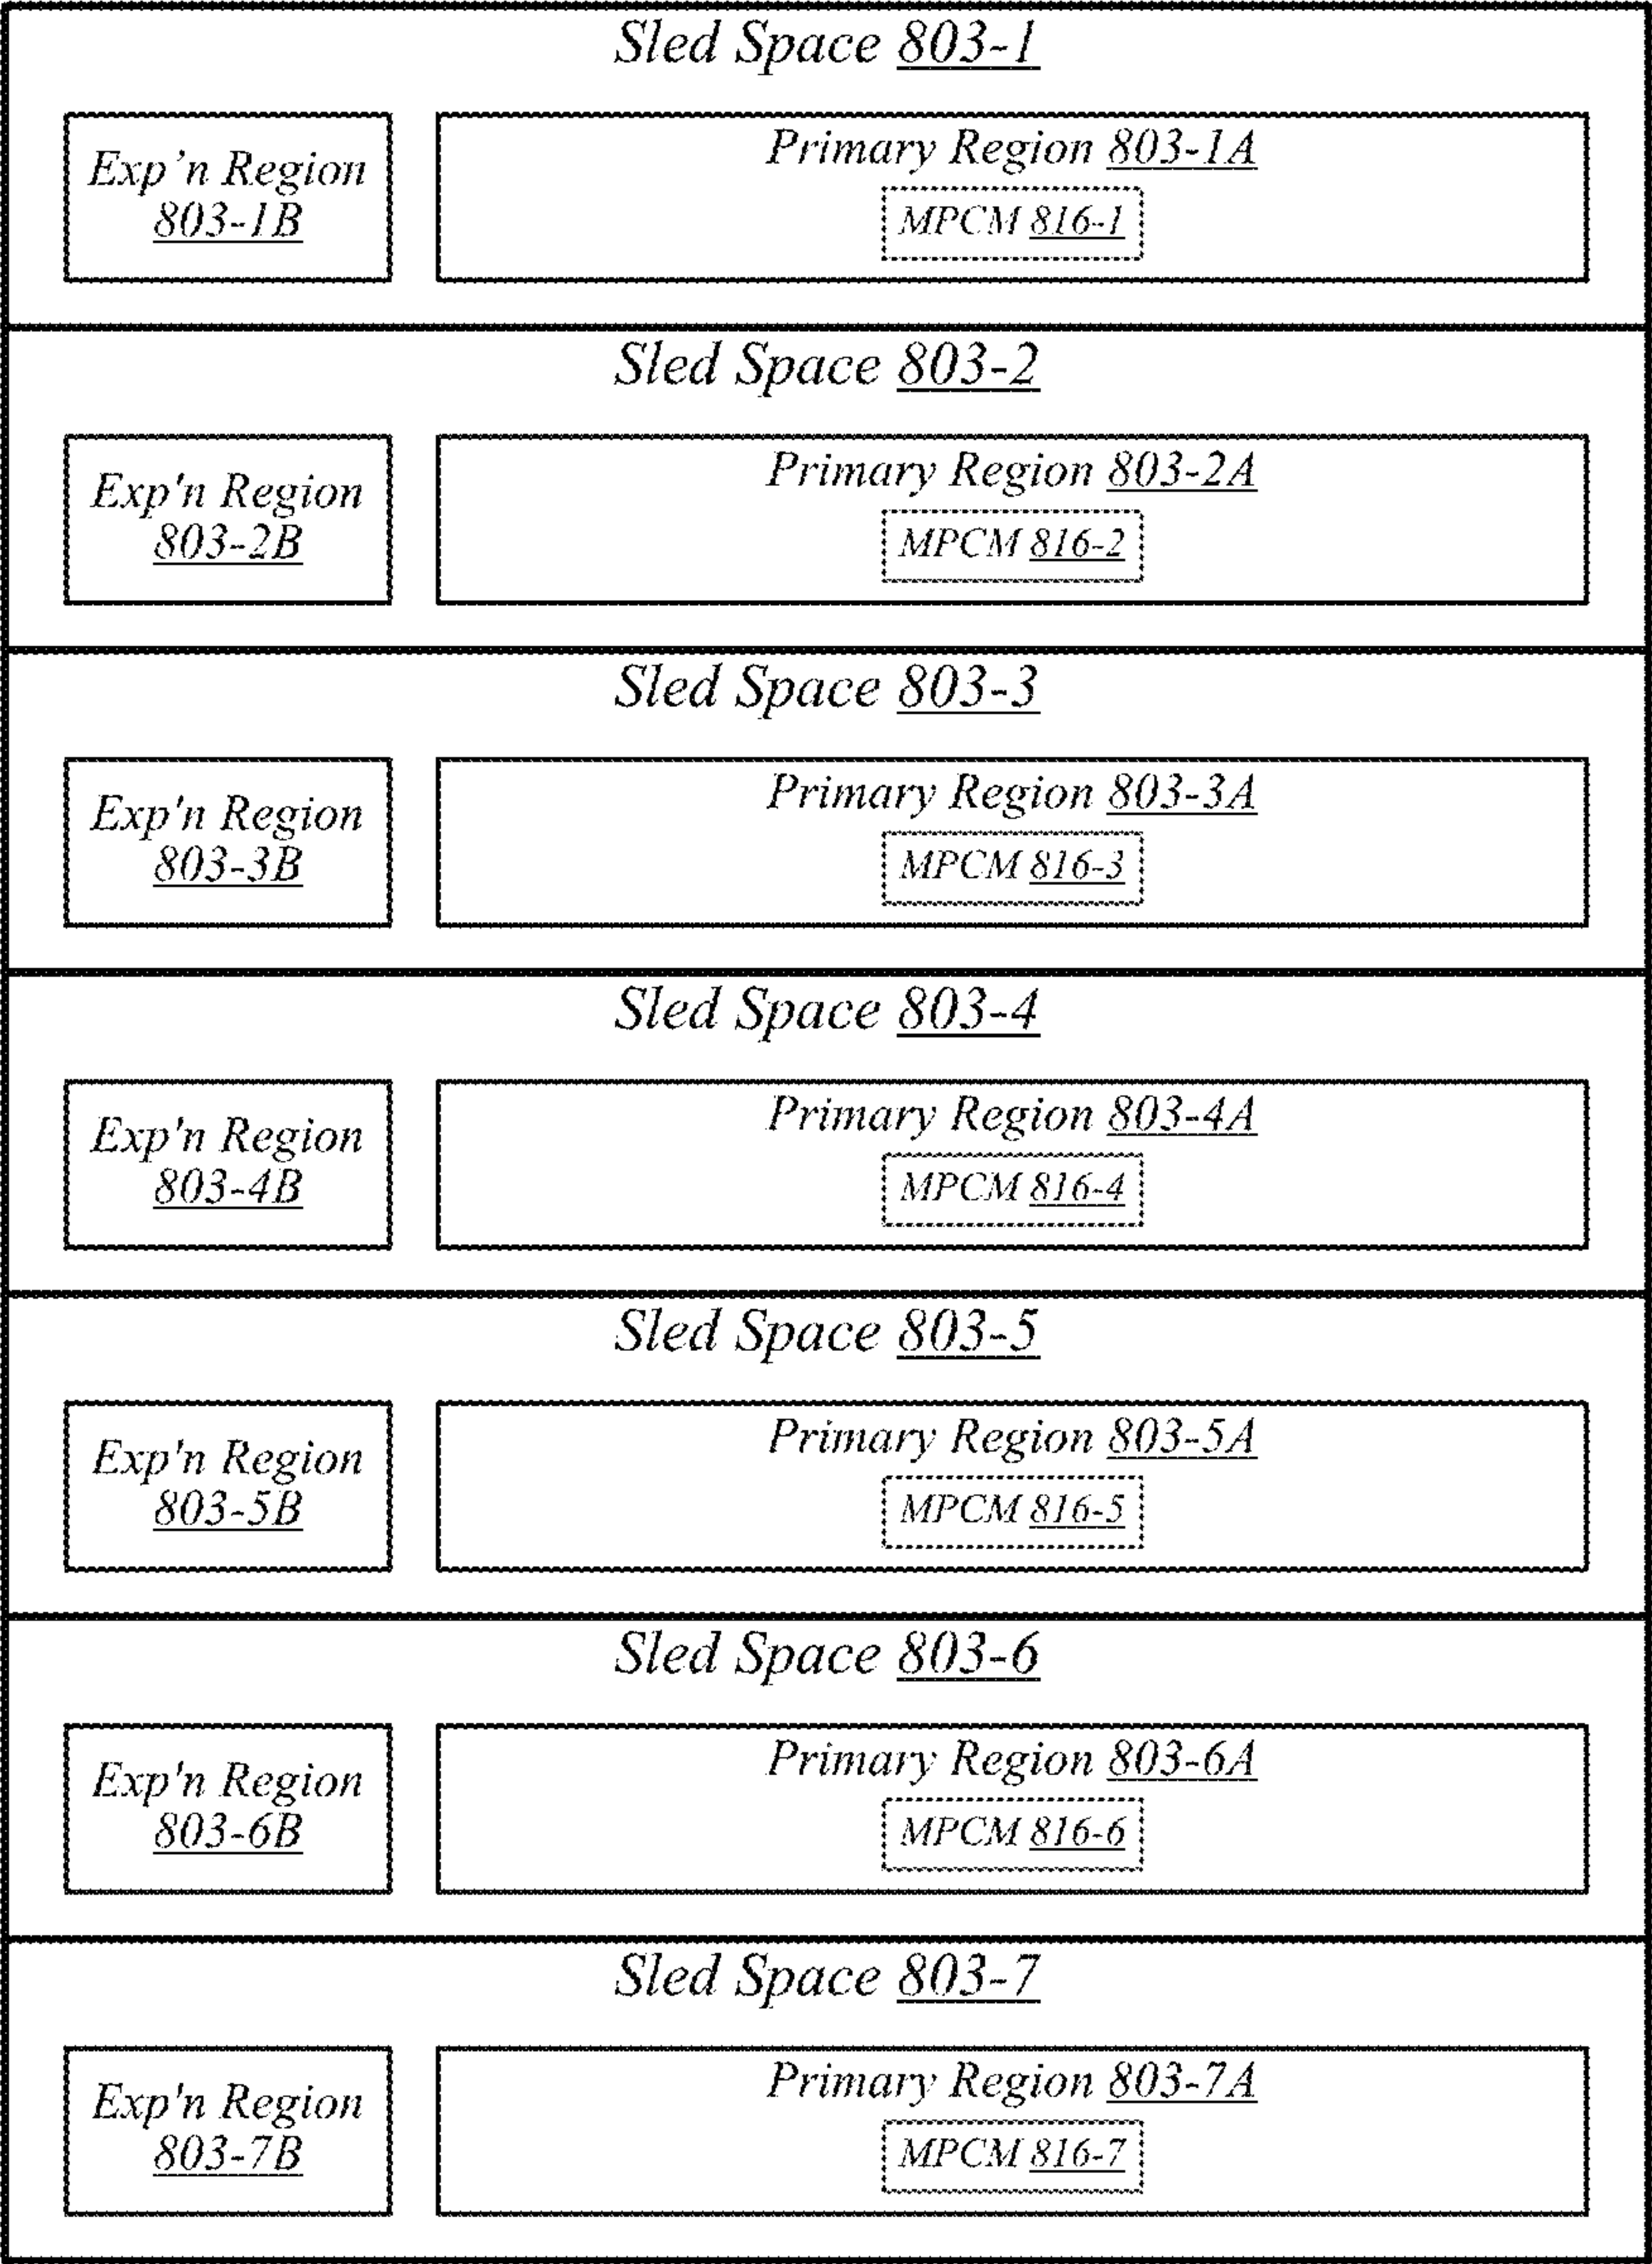 Sled Space 803-1
Exp’n Region
803-1B
Primary Region 803-1A
MPCM 816-1
Sled Space 803-2
Exp'n Region
803-2B
Primary Region 803-2A
MPCM 816-2
Sled Space 803-3
Exp'n Region
803-3B
Primary Region 803-3A
MPCM 816-3
Sled Space 803-4
Exp'n Region
803-4B
Primary Region 803-4A
MPCM 816-4
Sled Space 803-5
Exp'n Region
803-5B
Primary Region 803-5A
MPCM 816-5
Sled Space 803-6
Exp'n Region
803-6B
Primary Region 803-6A
MPCM 816-6
Sled Space 803-7
Exp'n Region
803-7B
Primary Region 803-7A
MPCM 816-7